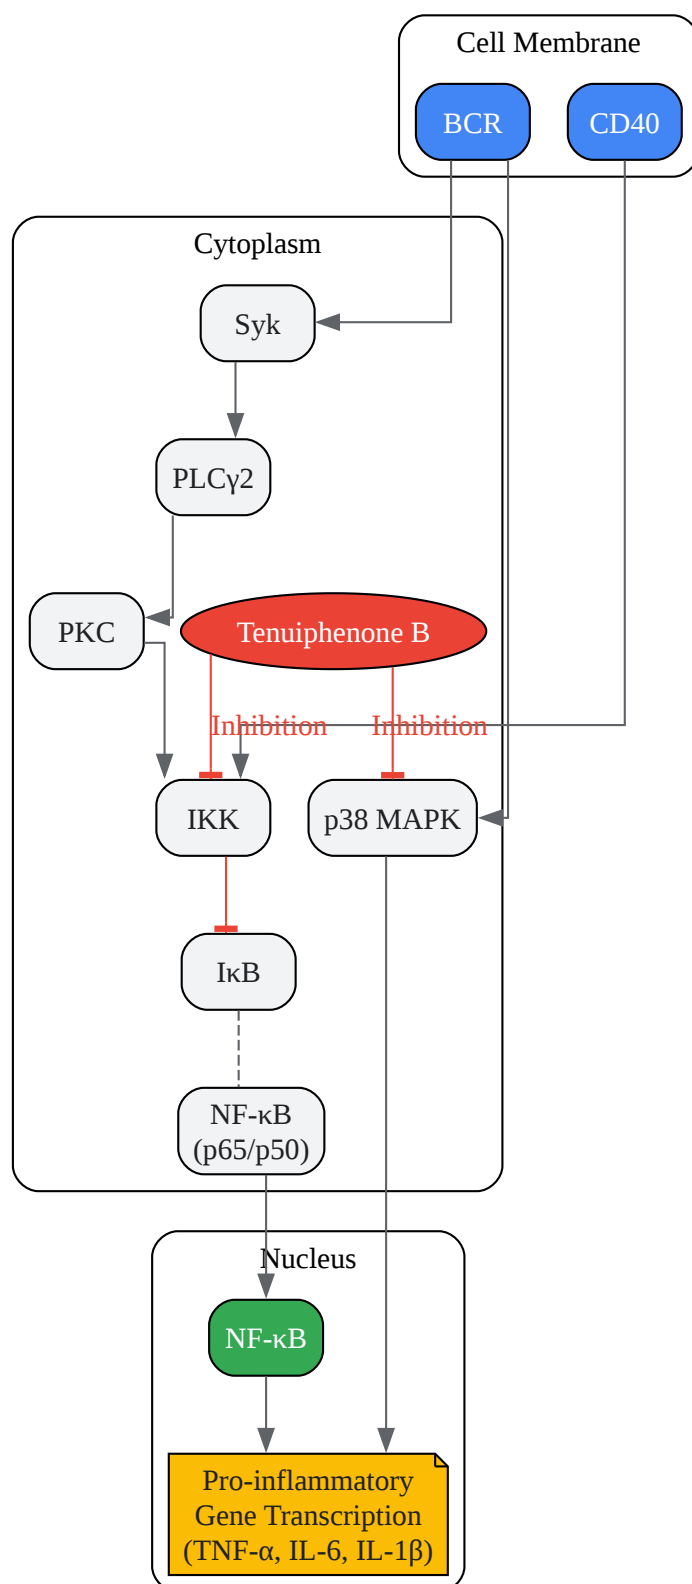 Cell Membrane
BCR
CD40
Cytoplasm
Syk
PLCγ2
PKC
Tenuiphenone B
Inhibition
Inhibition
IKK
p38 MAPK
IκB
NF-κB
(p65/p50)
Nucleus
NF-κB
Pro-inflammatory
Gene Transcription
(TNF-α, IL-6, IL-1β)